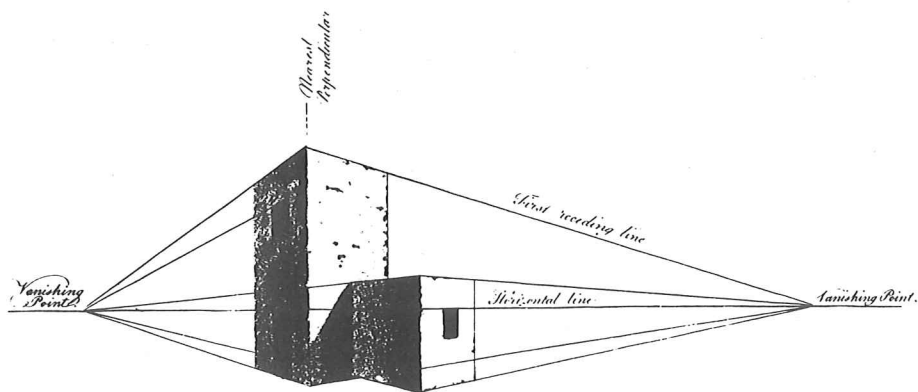 Nearest
Perpendicular
First receding line
Vanishing
Point.
Horizontal line
Vanishing Point.